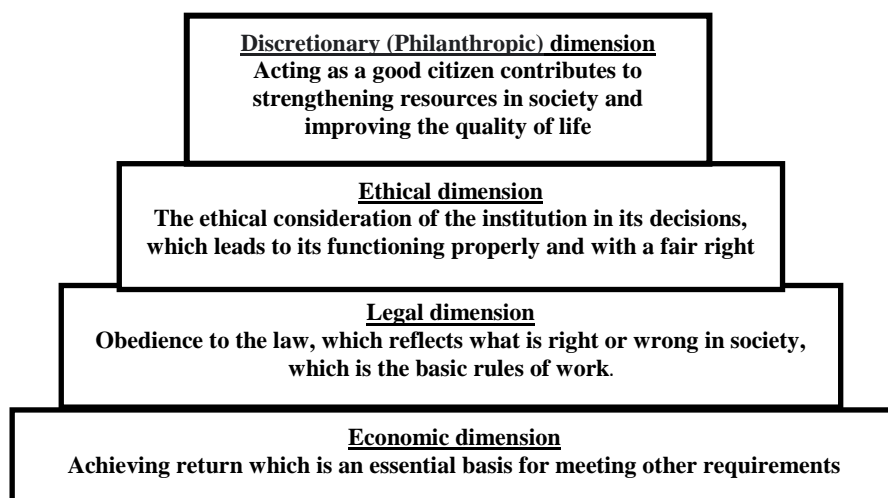 Discretionary (Philanthropic) dimension
Acting as a good citizen contributes to
strengthening resources in society and
improving the quality of life
Ethical dimension
The ethical consideration of the institution in its decisions,
which leads to its functioning properly and with a fair right
Legal dimension
Obedience to the law, which reflects what is right or wrong in society,
which is the basic rules of work.
Economic dimension
Achieving return which is an essential basis for meeting other requirements